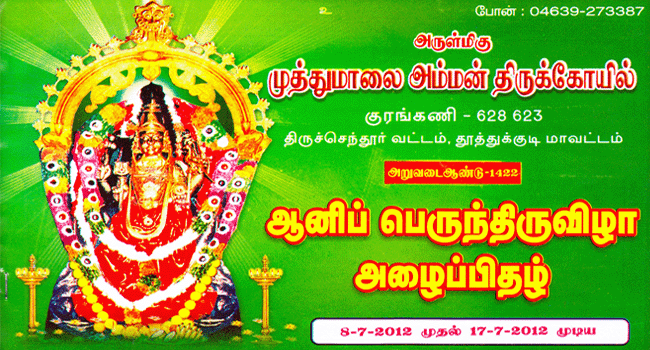 உ
போன் : 04639-273387
அருள்மிகு
முத்துமாலை அம்மன் திருக்கோயில்
குரங்கணி – 628 623
திருச்செந்தூர் வட்டம், தூத்துக்குடி மாவட்டம்
அறுவடைஆண்டு-1422
ஆனிப் பெருந்திருவிழா
அழைப்பிதழ்
8-7-2012 முதல் 17-7-2012 முடிய